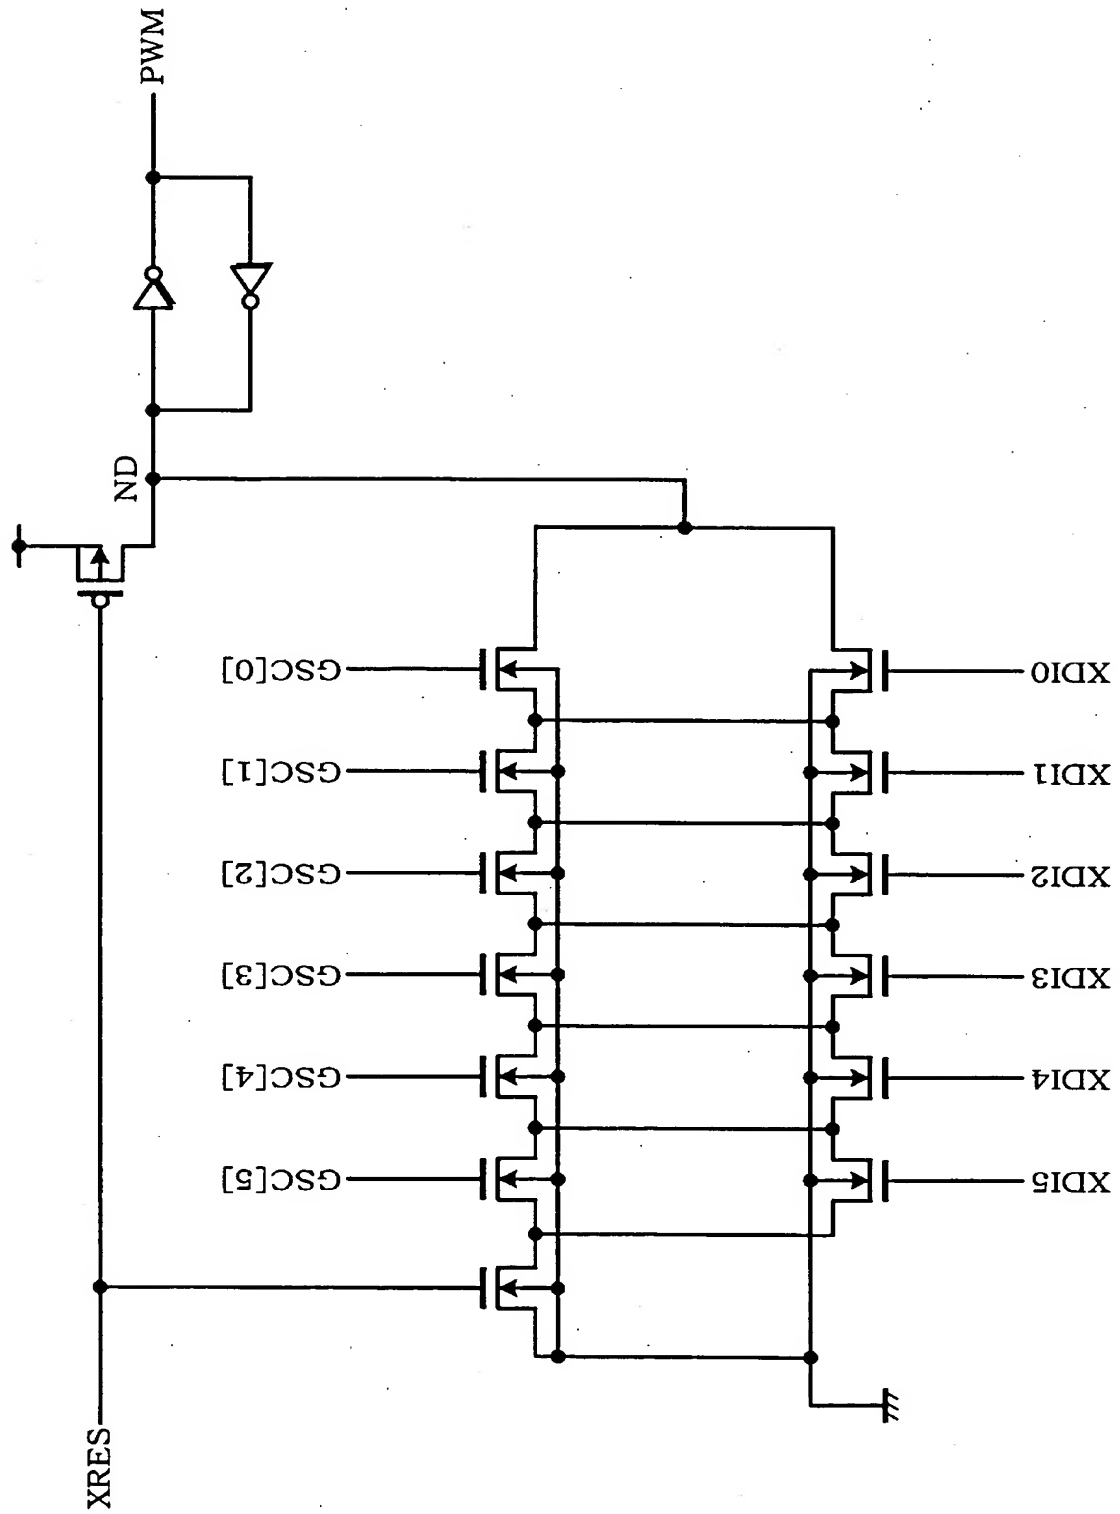 PWM
ND
GSC[0]
XDI0
GSC[1]
XDI1
GSC[2]
XDI2
GSC[3]
XDI3
GSC[4]
XDI4
GSC[5]
XDI5
XRES